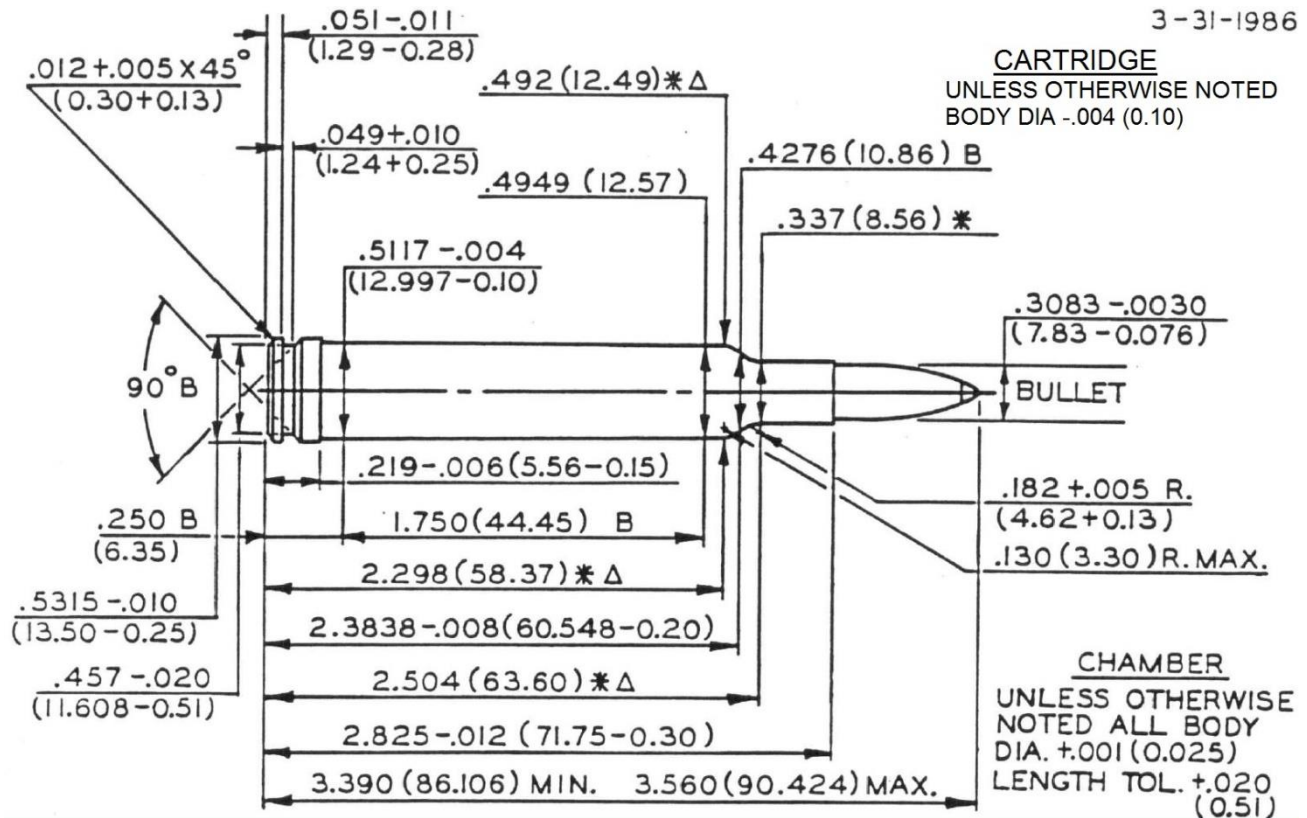 3-31-1986
.051-.011
(1.29-0.28)
.012+.005X45°
(0.30+0.13)
CARTRIDGE
UNLESS OTHERWISE NOTED
BODY DIA -.004 (0.10)
.492(12.49)*Δ
.049+.010
(1.24+0.25)
.4276(10.86) B
.4949 (12.57)
.337(8.56) *
.5117-.004
(12.997-0.10)
.3083-.0030
(7.83-0.076)
90° B
BULLET
.219-.006(5.56-0.15)
.182+.005 R.
(4.62+0.13)
.250 B
(6.35)
1.750(44.45) B
.130(3.30)R.MAX.
2.298(58.37)*Δ
.5315-.010
(13.50-0.25)
2.3838-.008(60.548-0.20)
.457-.020
(11.608-0.51)
2.504(63.60)*Δ
CHAMBER
UNLESS OTHERWISE
NOTED ALL BODY
DIA. +.001(0.025)
LENGTH TOL. +.020
(0.51)
2.825-.012 (71.75-0.30)
3.390(86.106) MIN. 3.560(90.424) MAX.